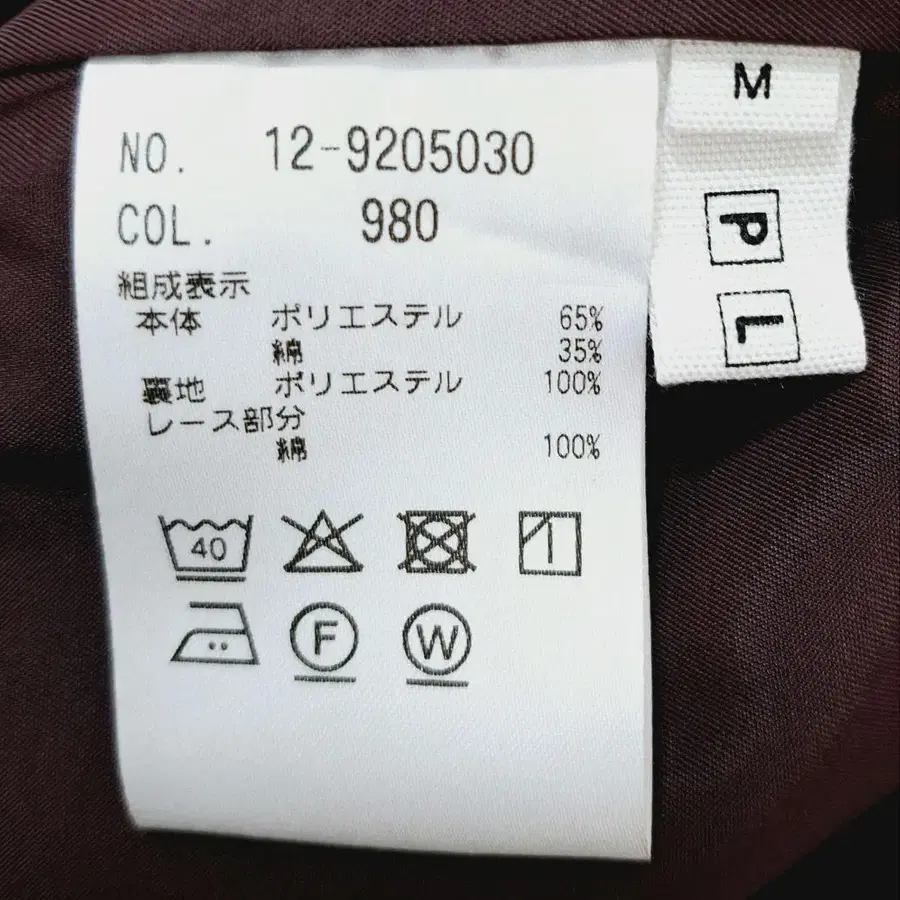 NO. 12-9205030
COL. 980
組成表示
本体 ポリエステル 65%
綿 35%
裏地 ポリエステル 100%
レース部分
綿 100%
40
F W
M
P
L